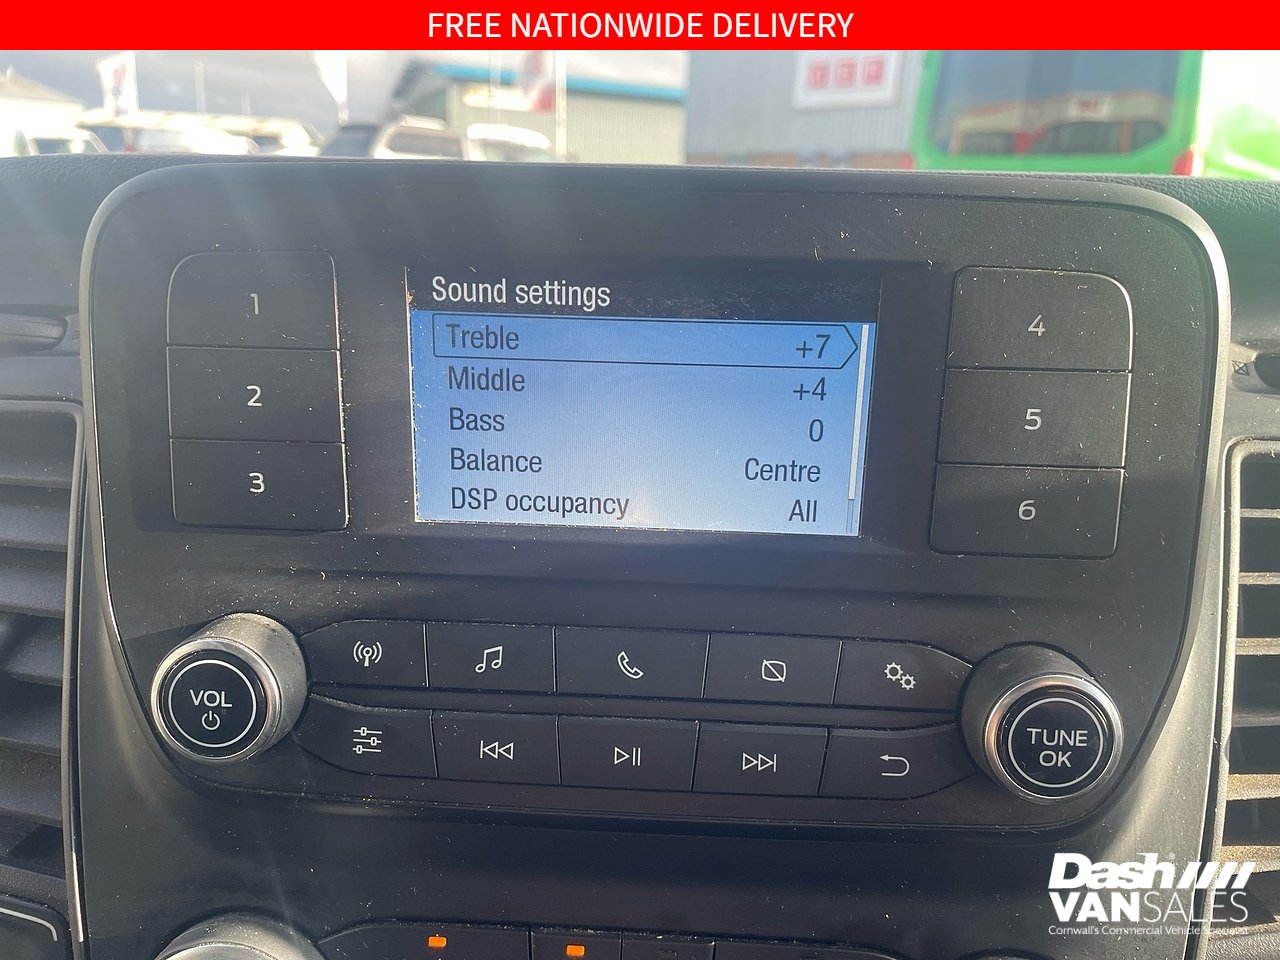 FREE NATIONWIDE DELIVERY
Sound settings
Treble +7
Middle +4
Bass 0
Balance Centre
DSP occupancy All
1
2
3
4
5
6
VOL
TUNE
OK
Dash
VANSALES
Cornwall's Commercial Vehicle Specialist